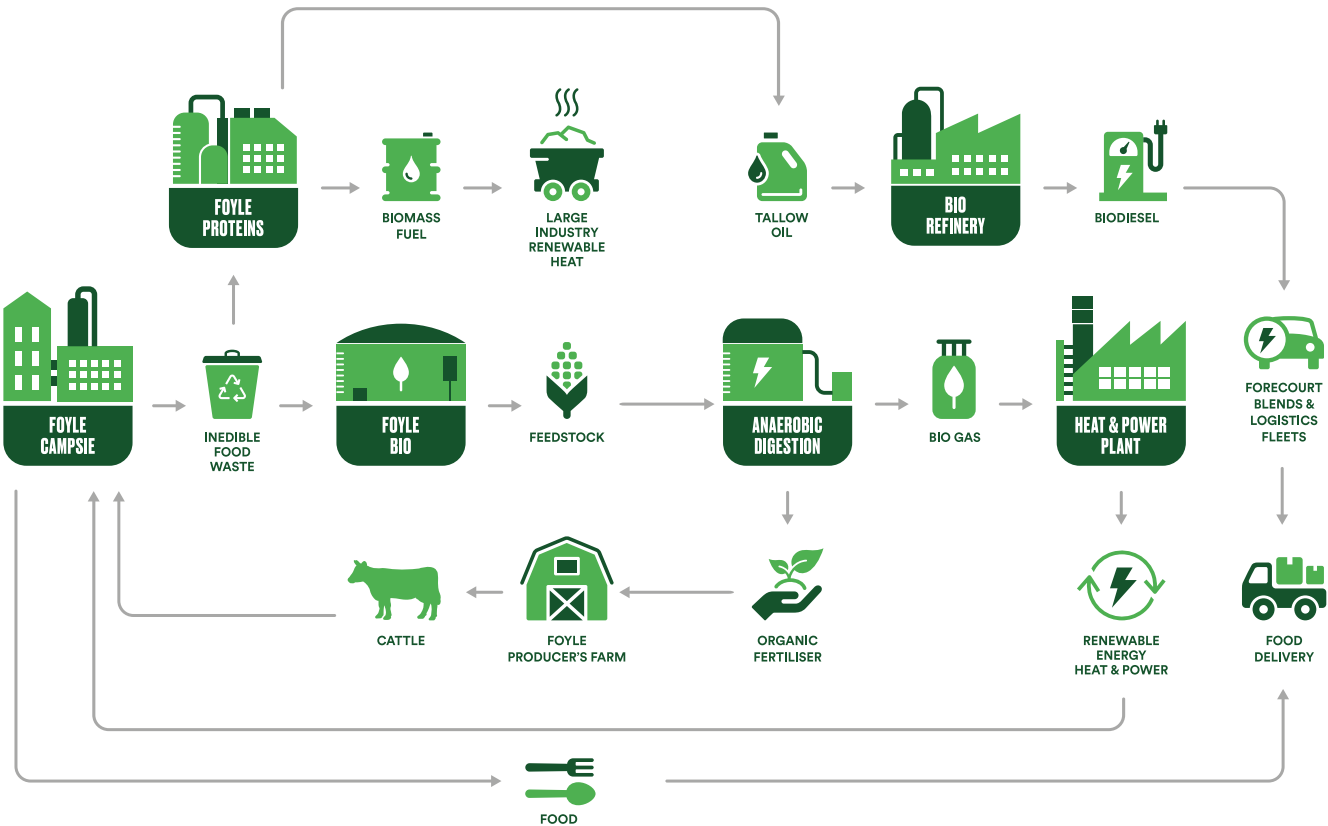 FOYLE
PROTEINS
BIOMASS
FUEL
LARGE
INDUSTRY
RENEWABLE
HEAT
TALLOW
OIL
BIO
REFINERY
BIODIESEL
FOYLE
CAMPSIE
INEDIBLE
FOOD
WASTE
FOYLE
BIO
FEEDSTOCK
ANAEROBIC
DIGESTION
BIO GAS
HEAT & POWER
PLANT
FORECOURT
BLENDS &
LOGISTICS
FLEETS
CATTLE
FOYLE
PRODUCER'S FARM
ORGANIC
FERTILISER
RENEWABLE
ENERGY
HEAT & POWER
FOOD
DELIVERY
FOOD